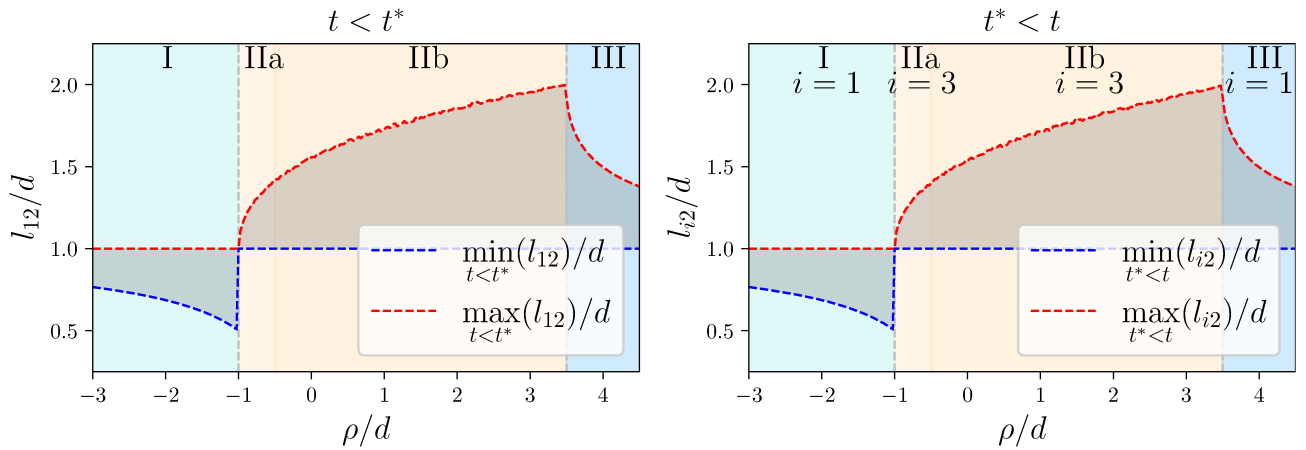 t < t*
I IIa IIb III
2.0
1.5
1.0
0.5
l₁₂/d
min(l₁₂)/d
t<t*
max(l₁₂)/d
t<t*
−3 −2 −1 0 1 2 3 4
ρ/d
t* < t
I IIa IIb III
i = 1 i = 3 i = 3 i = 1
2.0
1.5
1.0
0.5
lᵢ₂/d
min(lᵢ₂)/d
t*<t
max(lᵢ₂)/d
t*<t
−3 −2 −1 0 1 2 3 4
ρ/d